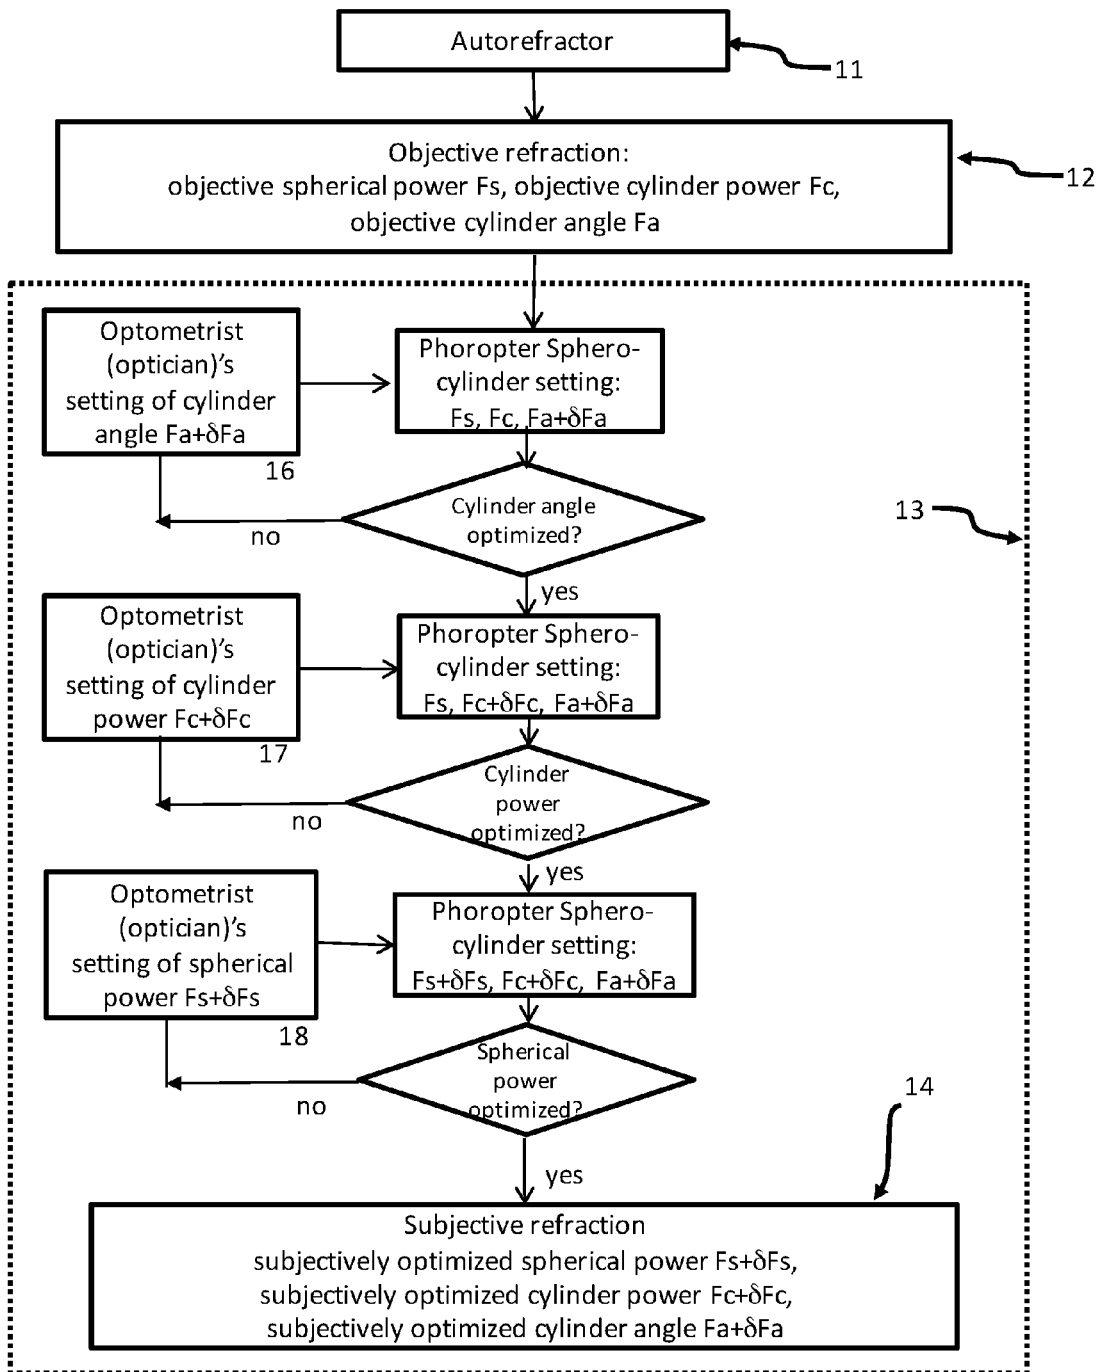 Autorefractor
11
Objective refraction:
objective spherical power Fs, objective cylinder power Fc,
objective cylinder angle Fa
12
Optometrist
(optician)'s
setting of cylinder
angle Fa+δFa
16
Phoropter Sphero-
cylinder setting:
Fs, Fc, Fa+δFa
Cylinder angle
optimized?
no
yes
13
Optometrist
(optician)'s
setting of cylinder
power Fc+δFc
17
Phoropter Sphero-
cylinder setting:
Fs, Fc+δFc, Fa+δFa
Cylinder
power
optimized?
no
yes
Optometrist
(optician)'s
setting of spherical
power Fs+δFs
18
Phoropter Sphero-
cylinder setting:
Fs+δFs, Fc+δFc, Fa+δFa
Spherical
power
optimized?
no
yes
14
Subjective refraction
subjectively optimized spherical power Fs+δFs,
subjectively optimized cylinder power Fc+δFc,
subjectively optimized cylinder angle Fa+δFa